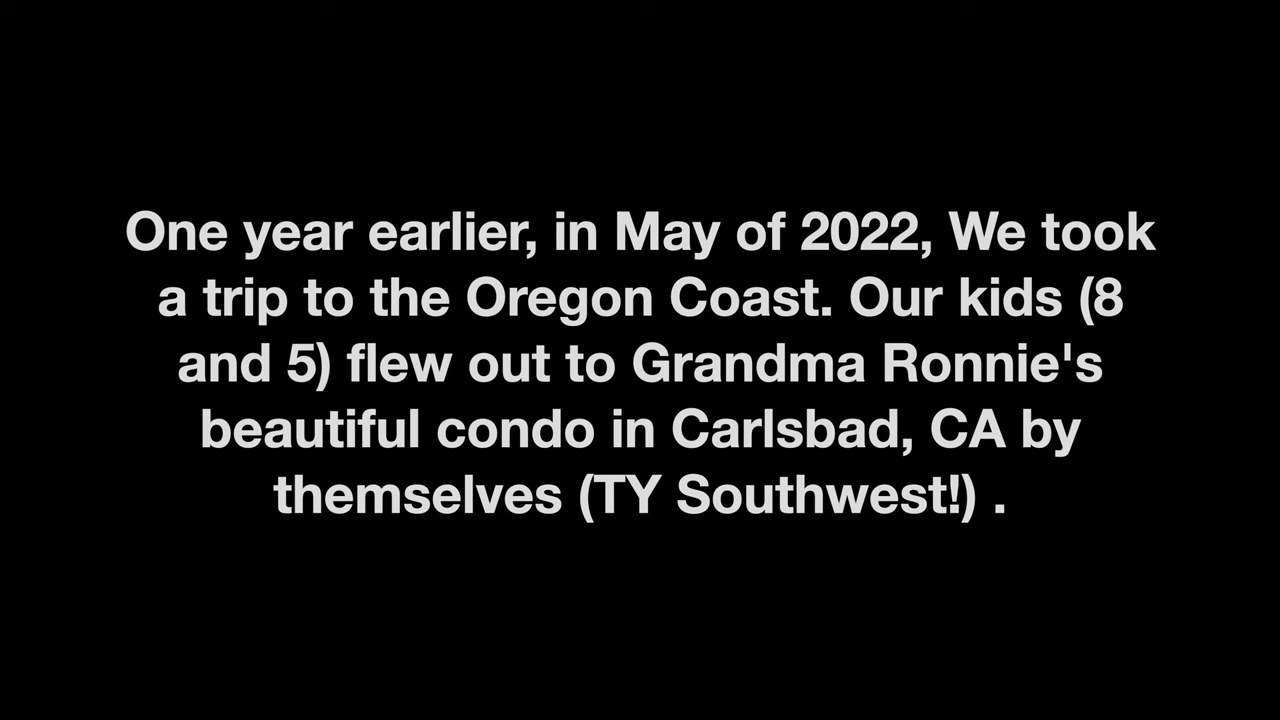 One year earlier, in May of 2022, We took
a trip to the Oregon Coast. Our kids (8
and 5) flew out to Grandma Ronnie's
beautiful condo in Carlsbad, CA by
themselves (TY Southwest!) .